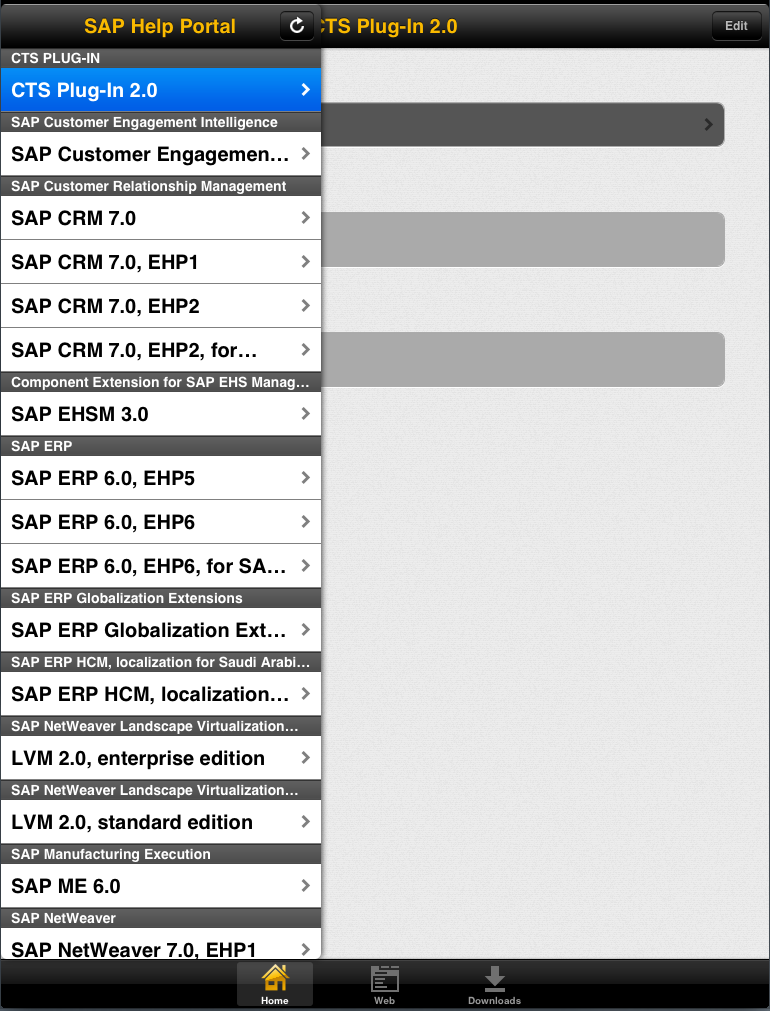 SAP Help Portal
CTS Plug-In 2.0
Edit
CTS PLUG-IN
CTS Plug-In 2.0
SAP Customer Engagement Intelligence
SAP Customer Engagemen...
SAP Customer Relationship Management
SAP CRM 7.0
SAP CRM 7.0, EHP1
SAP CRM 7.0, EHP2
SAP CRM 7.0, EHP2, for...
Component Extension for SAP EHS Manag...
SAP EHSM 3.0
SAP ERP
SAP ERP 6.0, EHP5
SAP ERP 6.0, EHP6
SAP ERP 6.0, EHP6, for SA...
SAP ERP Globalization Extensions
SAP ERP Globalization Ext...
SAP ERP HCM, localization for Saudi Arabi...
SAP ERP HCM, localization...
SAP NetWeaver Landscape Virtualization...
LVM 2.0, enterprise edition
SAP NetWeaver Landscape Virtualization...
LVM 2.0, standard edition
SAP Manufacturing Execution
SAP ME 6.0
SAP NetWeaver
SAP NetWeaver 7.0, EHP1
Home
Web
Downloads